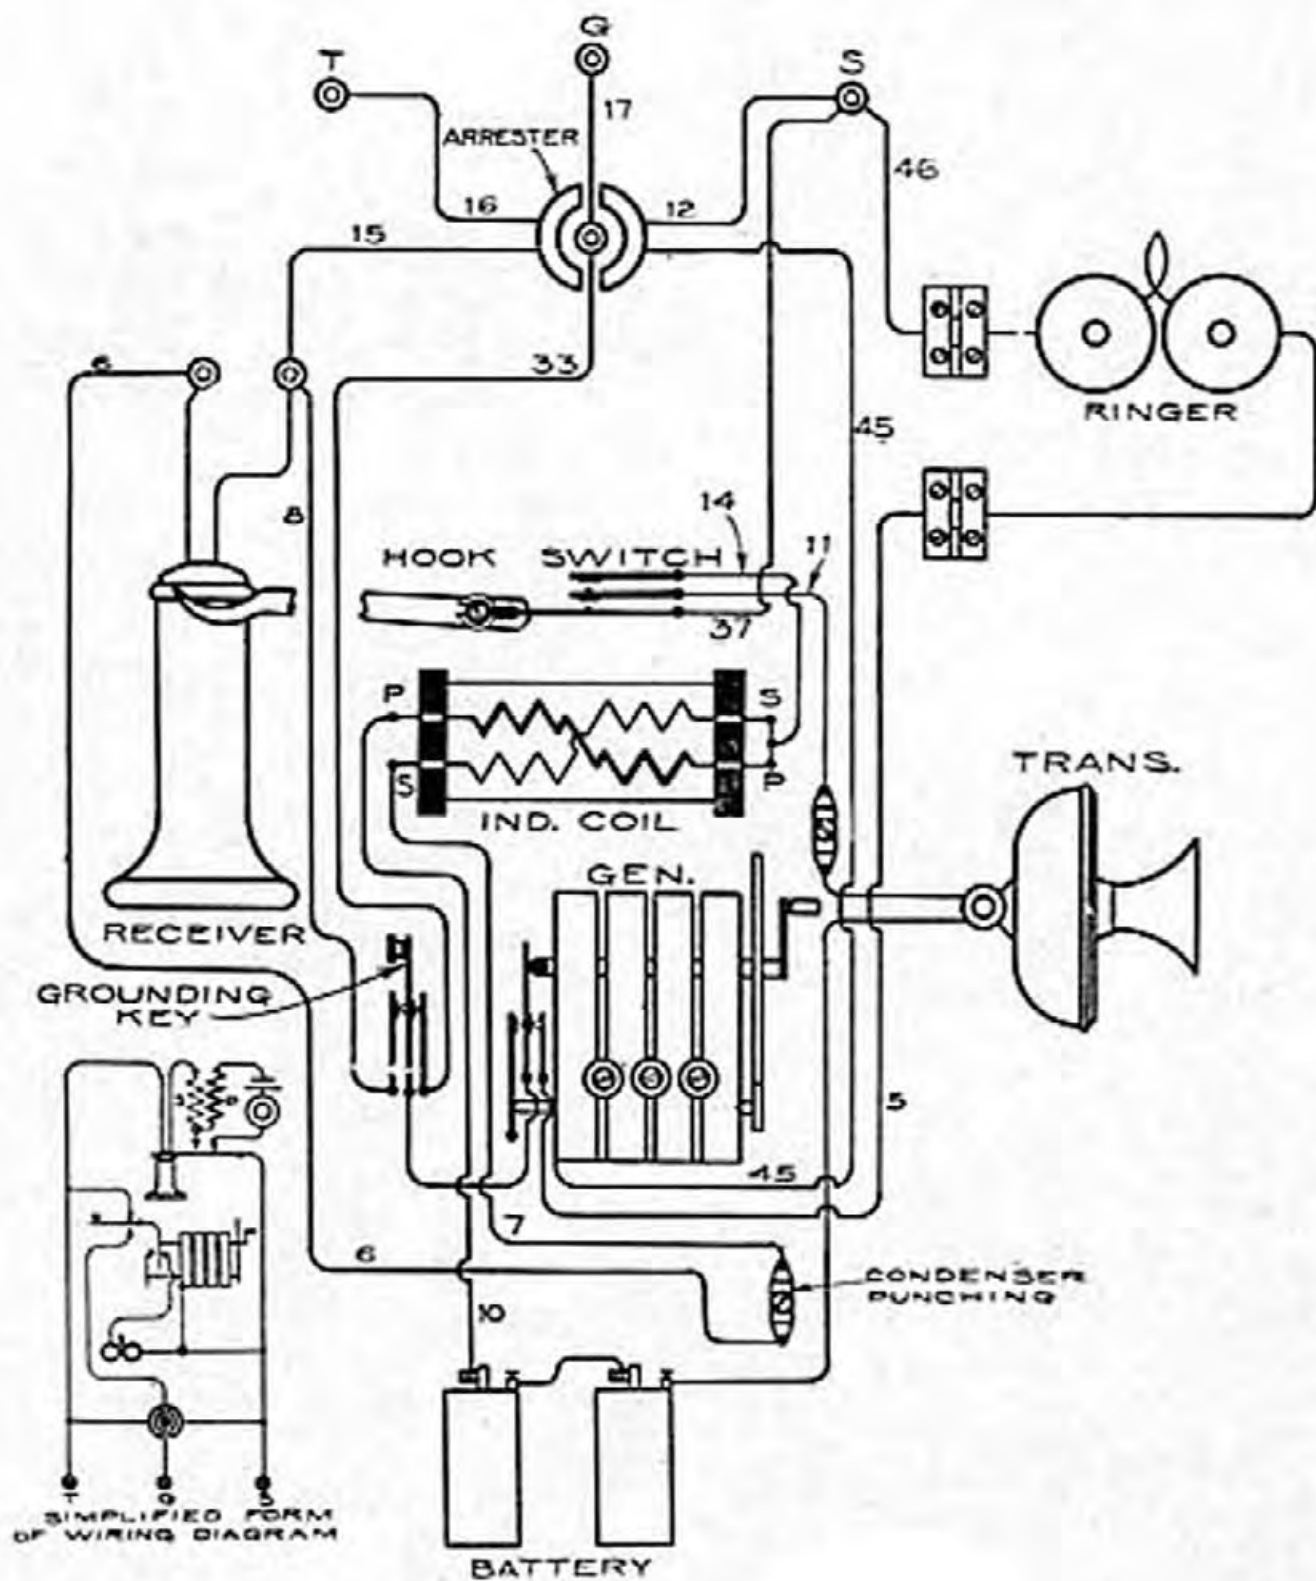 G
T
S
17
ARRESTER
46
16
12
15
6
33
RINGER
45
8
14
11
HOOK SWITCH
37
P
S
TRANS.
S
P
IND. COIL
GEN.
RECEIVER
GROUNDING
KEY
5
45
7
6
CONDENSER
PUNCHING
10
T
G
S
SIMPLIFIED FORM
OF WIRING DIAGRAM
BATTERY